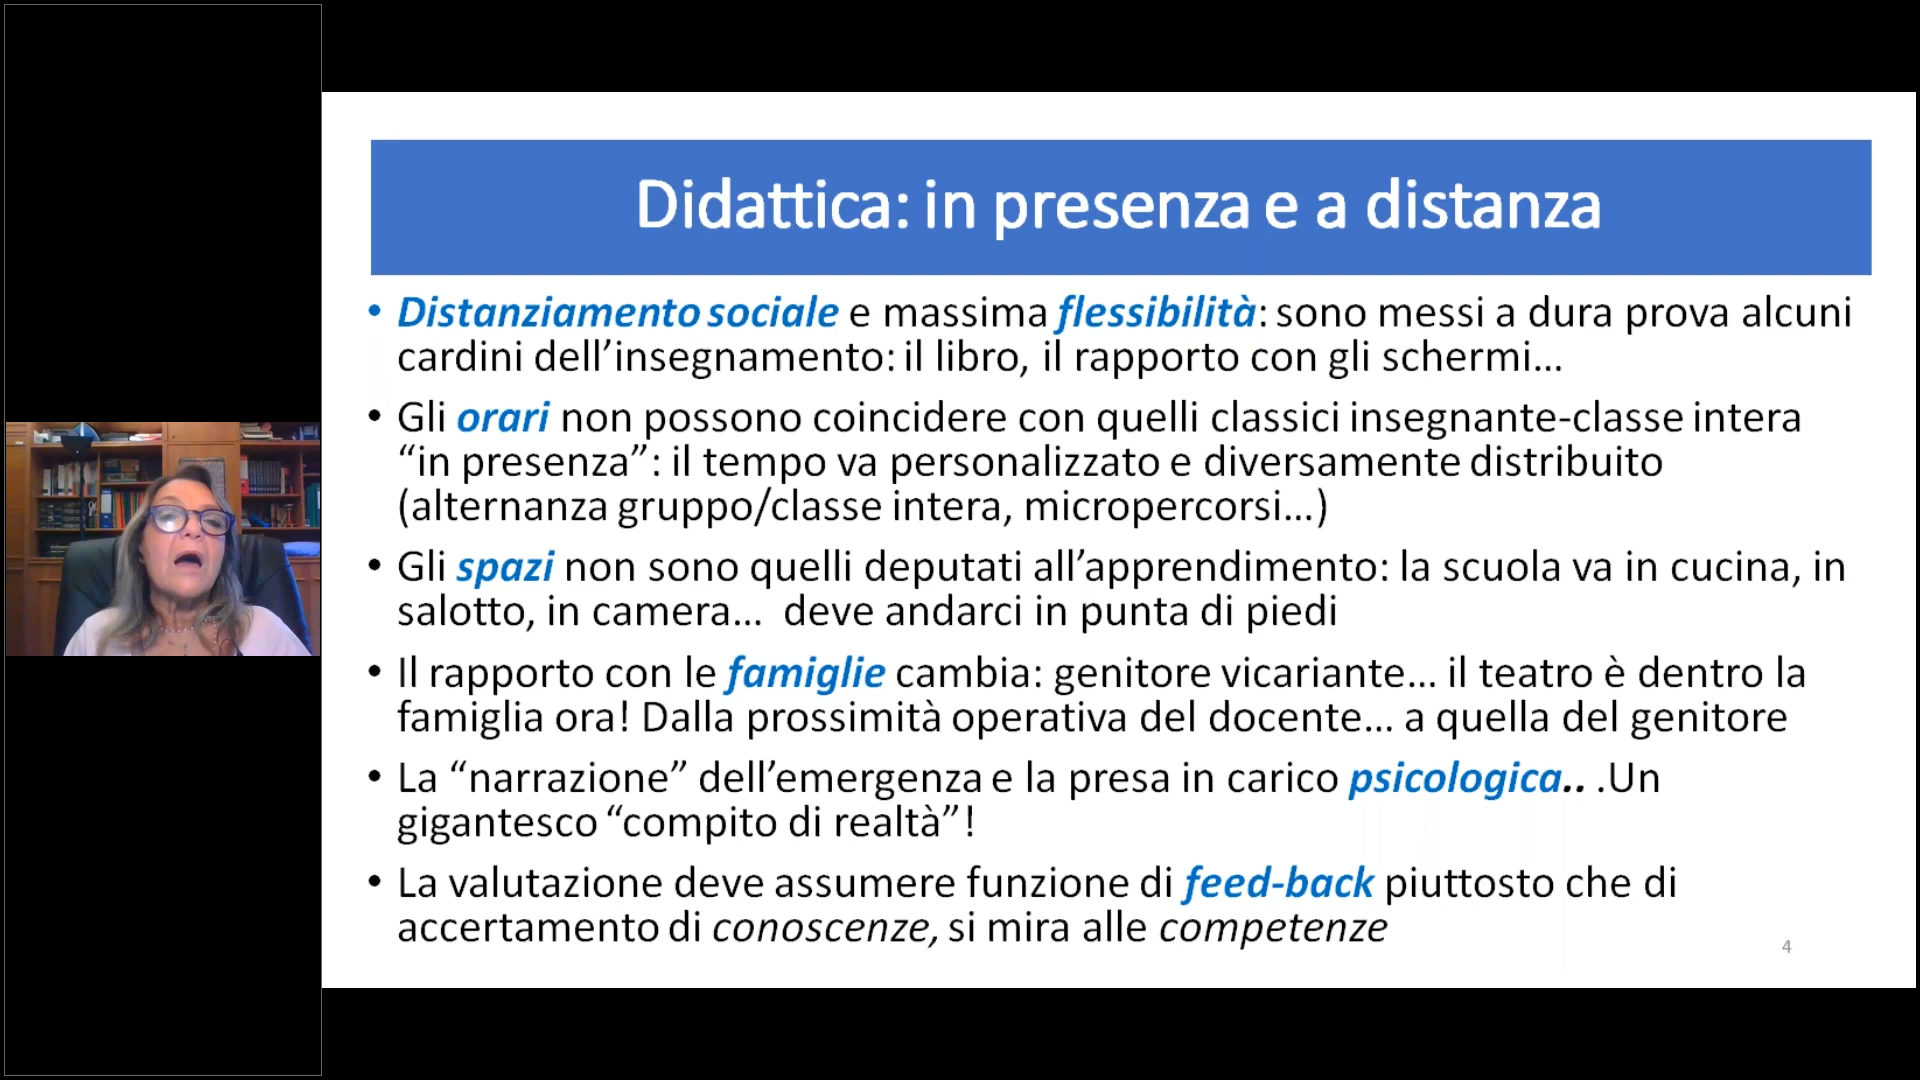 Didattica: in presenza e a distanza
• Distanziamento sociale e massima flessibilità: sono messi a dura prova alcuni
cardini dell’insegnamento: il libro, il rapporto con gli schermi…
• Gli orari non possono coincidere con quelli classici insegnante-classe intera
“in presenza”: il tempo va personalizzato e diversamente distribuito
(alternanza gruppo/classe intera, micropercorsi…)
• Gli spazi non sono quelli deputati all’apprendimento: la scuola va in cucina, in
salotto, in camera… deve andarci in punta di piedi
• Il rapporto con le famiglie cambia: genitore vicariante… il teatro è dentro la
famiglia ora! Dalla prossimità operativa del docente… a quella del genitore
• La “narrazione” dell’emergenza e la presa in carico psicologica.. .Un
gigantesco “compito di realtà”!
• La valutazione deve assumere funzione di feed-back piuttosto che di
accertamento di conoscenze, si mira alle competenze
4